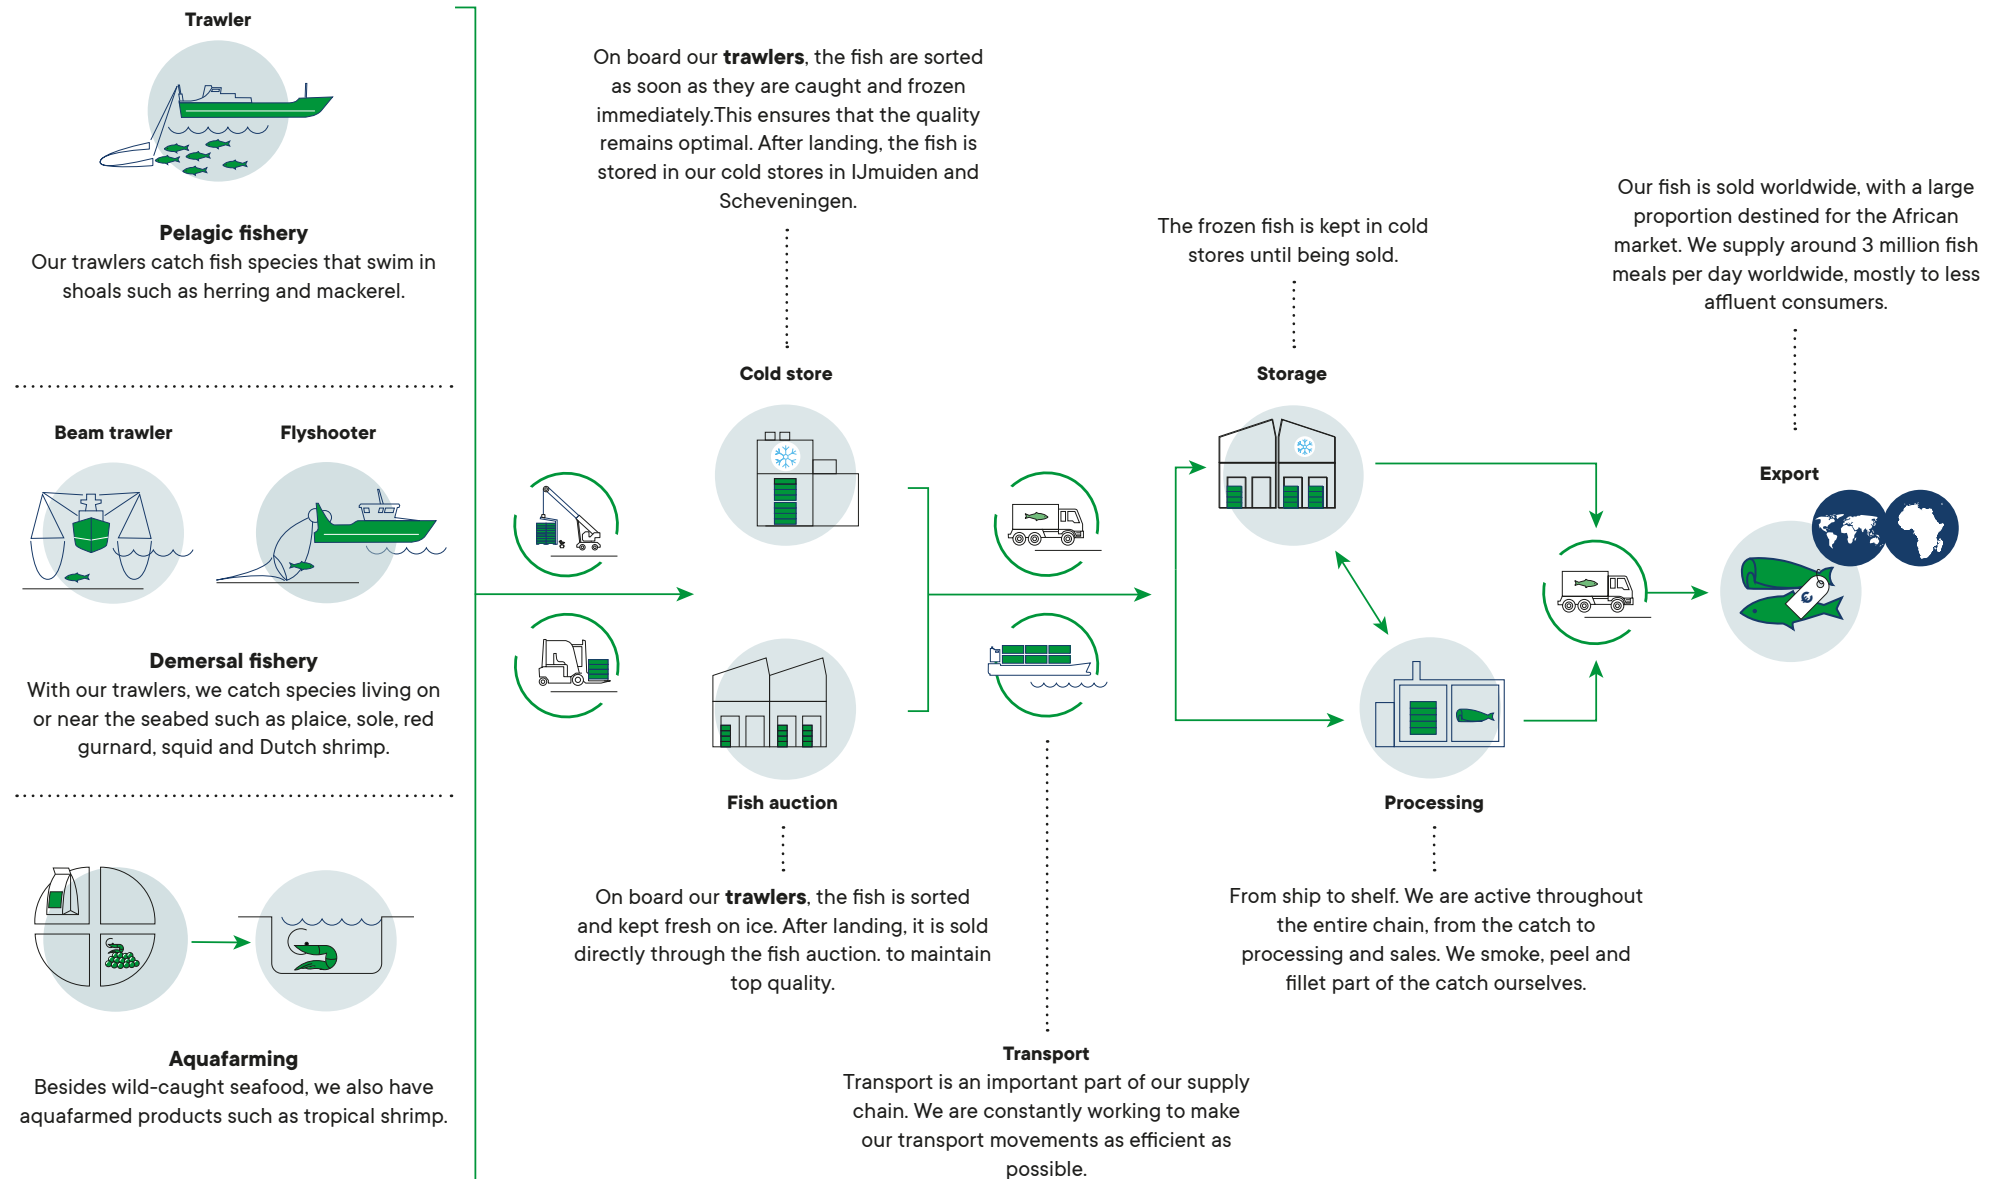 Trawler
Pelagic fishery
Our trawlers catch fish species that swim in
shoals such as herring and mackerel.
Beam trawler
Flyshooter
Demersal fishery
With our trawlers, we catch species living on
or near the seabed such as plaice, sole, red
gurnard, squid and Dutch shrimp.
Aquafarming
Besides wild-caught seafood, we also have
aquafarmed products such as tropical shrimp.
On board our trawlers, the fish are sorted
as soon as they are caught and frozen
immediately.This ensures that the quality
remains optimal. After landing, the fish is
stored in our cold stores in IJmuiden and
Scheveningen.
Cold store
Fish auction
On board our trawlers, the fish is sorted
and kept fresh on ice. After landing, it is sold
directly through the fish auction. to maintain
top quality.
Transport
Transport is an important part of our supply
chain. We are constantly working to make
our transport movements as efficient as
possible.
The frozen fish is kept in cold
stores until being sold.
Storage
Processing
From ship to shelf. We are active throughout
the entire chain, from the catch to
processing and sales. We smoke, peel and
fillet part of the catch ourselves.
Our fish is sold worldwide, with a large
proportion destined for the African
market. We supply around 3 million fish
meals per day worldwide, mostly to less
affluent consumers.
Export
€